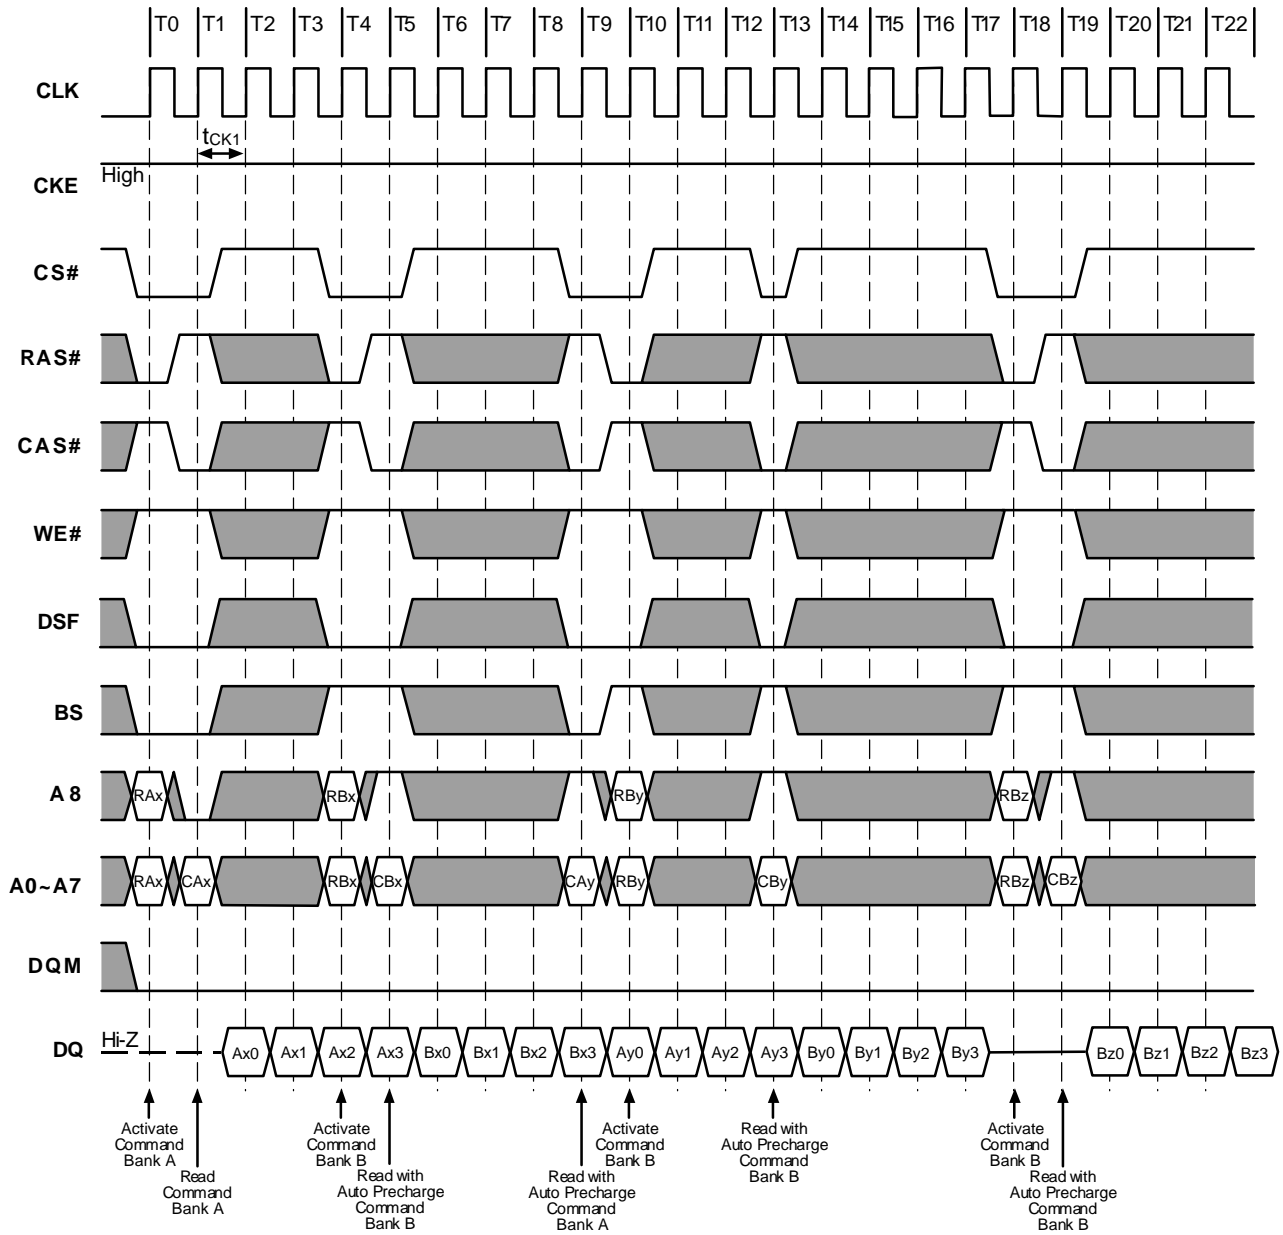 T0 T1 T2 T3 T4 T5 T6 T7 T8 T9 T10 T11 T12 T13 T14 T15 T16 T17 T18 T19 T20 T21 T22
CLK
tCK1
High
CKE
CS#
RAS#
CAS#
WE#
DSF
BS
A8 RAx RBx RBy RBz
A0~A7 RAx CAx RBx CBx CAy RBy CBy RBz CBz
DQM
Hi-Z
DQ Ax0 Ax1 Ax2 Ax3 Bx0 Bx1 Bx2 Bx3 Ay0 Ay1 Ay2 Ay3 By0 By1 By2 By3 Bz0 Bz1 Bz2 Bz3
Activate
Command
Bank A
Read
Command
Bank A
Activate
Command
Bank B
Read with
Auto Precharge
Command
Bank B
Read with
Auto Precharge
Command
Bank A
Activate
Command
Bank B
Read with
Auto Precharge
Command
Bank B
Activate
Command
Bank B
Read with
Auto Precharge
Command
Bank B